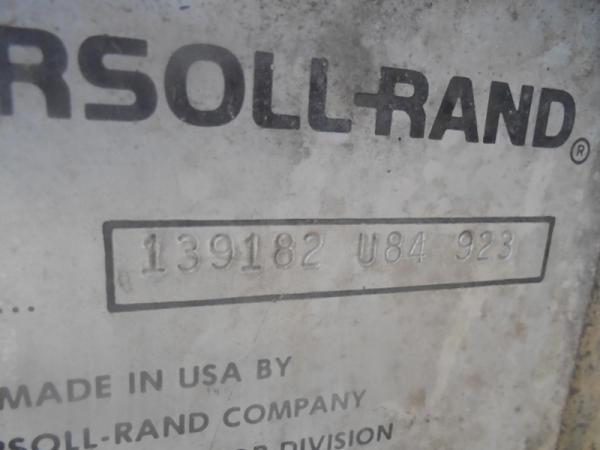 RSOLL-RAND®
139182 U84 923
...
MADE IN USA BY
RSOLL-RAND COMPANY
DIVISION